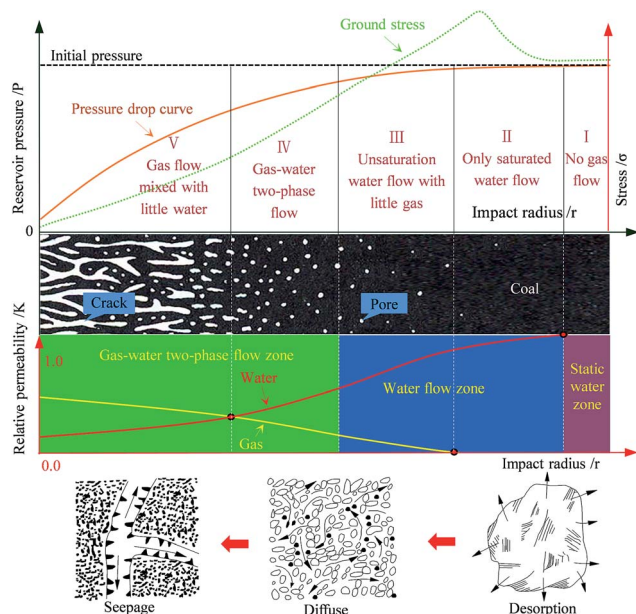 Ground stress
Initial pressure
Reservoir pressure /P
Pressure drop curve
V
Gas flow
mixed with
little water
IV
Gas-water
two-phase
flow
III
Unsaturation
water flow with
little gas
II
Only saturated
water flow
I
No gas
flow
Stress /σ
Impact radius /r
0
Crack
Pore
Coal
Relative permeability /K
1.0
Gas-water two-phase flow zone
Water
Gas
Water flow zone
Static
water
zone
0.0
Impact radius /r
Seepage
Diffuse
Desorption